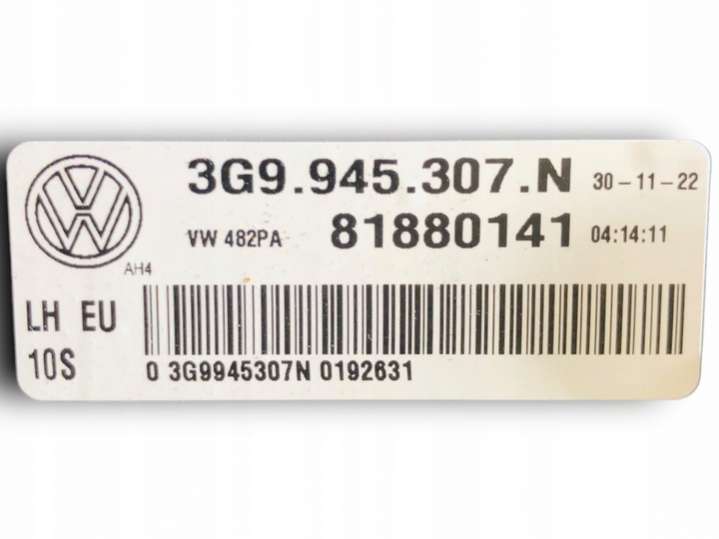 3G9.945.307.N 30-11-22
VW 482PA 81880141 04:14:11
AH4
LH EU
10S
0 3G9945307N 0192631